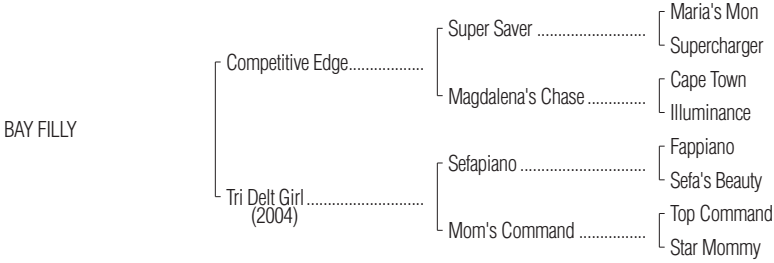 Maria's Mon
Super Saver ..........................
Supercharger
Competitive Edge..................
Cape Town
Magdalena's Chase ..............
Illuminance
BAY FILLY
Fappiano
Sefapiano ..............................
Sefa's Beauty
Tri Delt Girl ............................
(2004)
Top Command
Mom's Command ................
Star Mommy